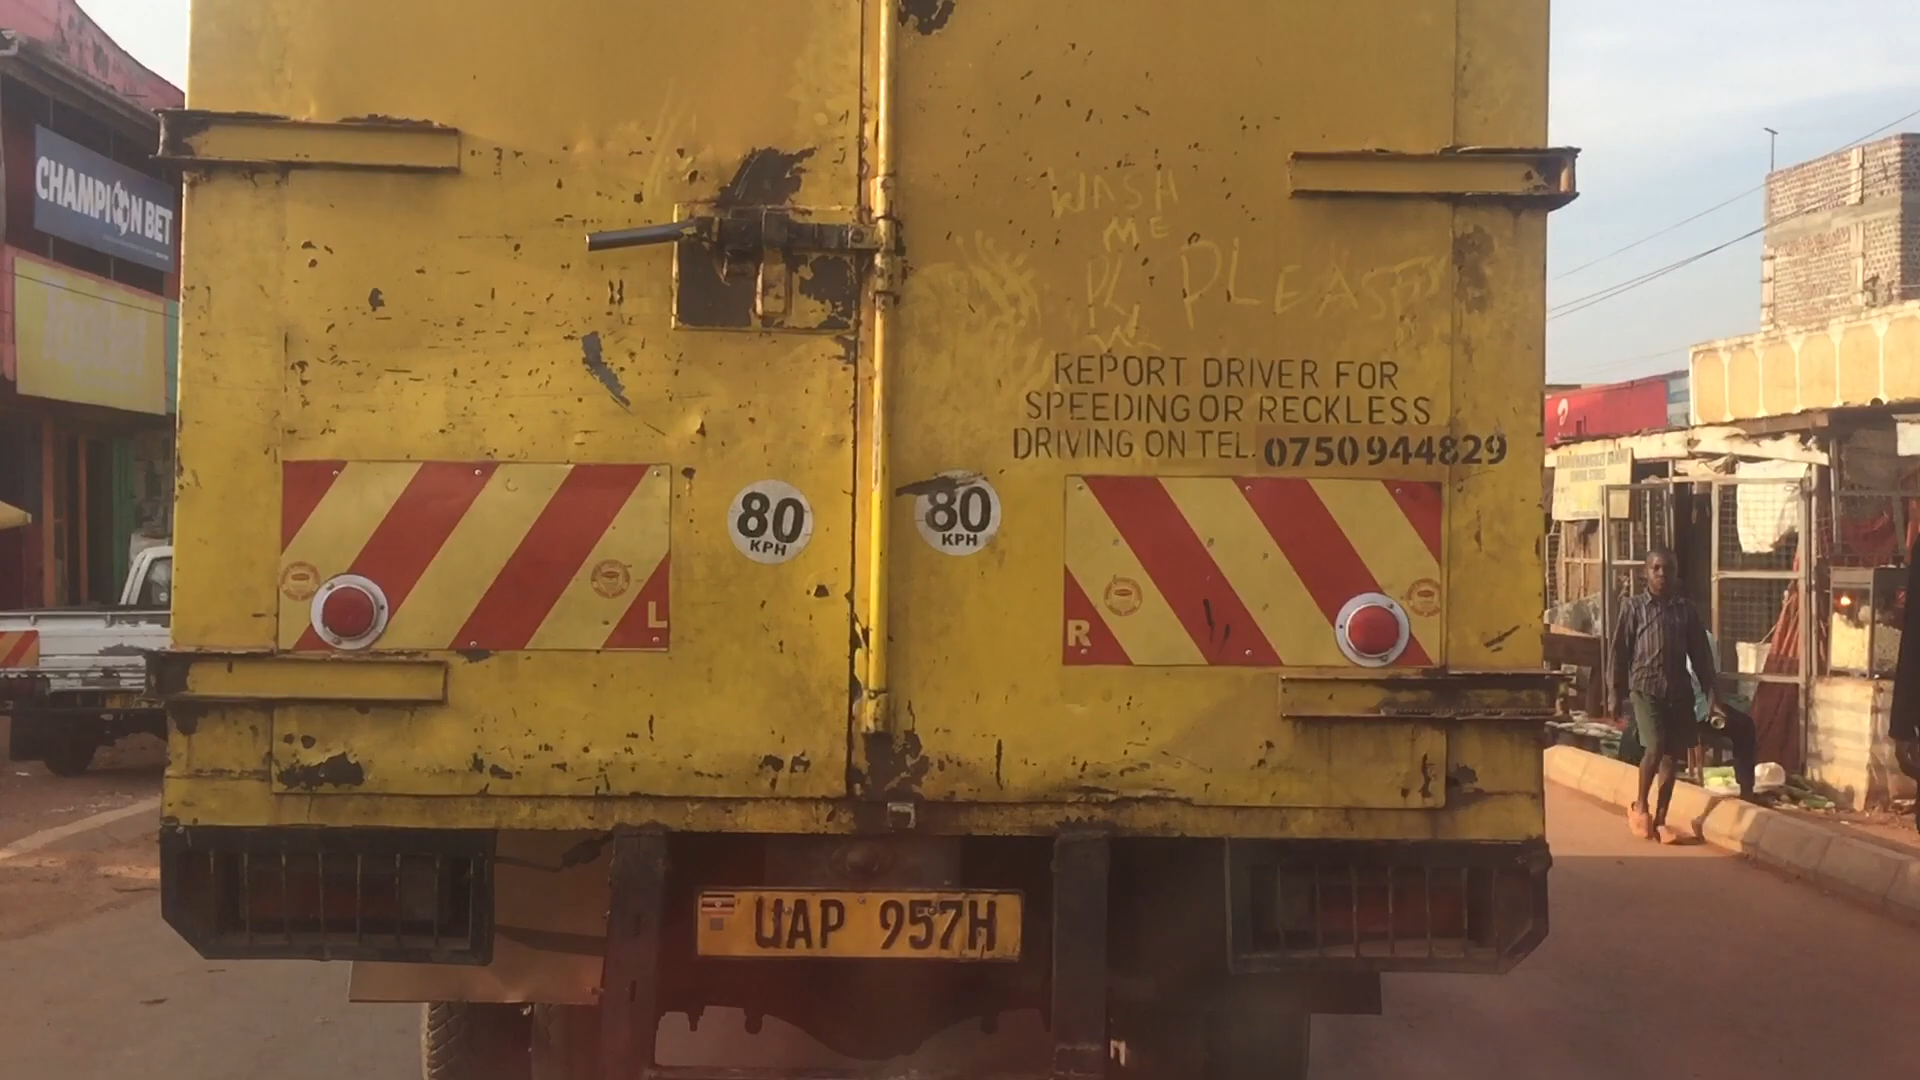 CHAMPION BET
WASH
ME
PLEASE
REPORT DRIVER FOR
SPEEDING OR RECKLESS
DRIVING ON TEL. 0750944829
80
KPH
80
KPH
L
R
UAP 957H